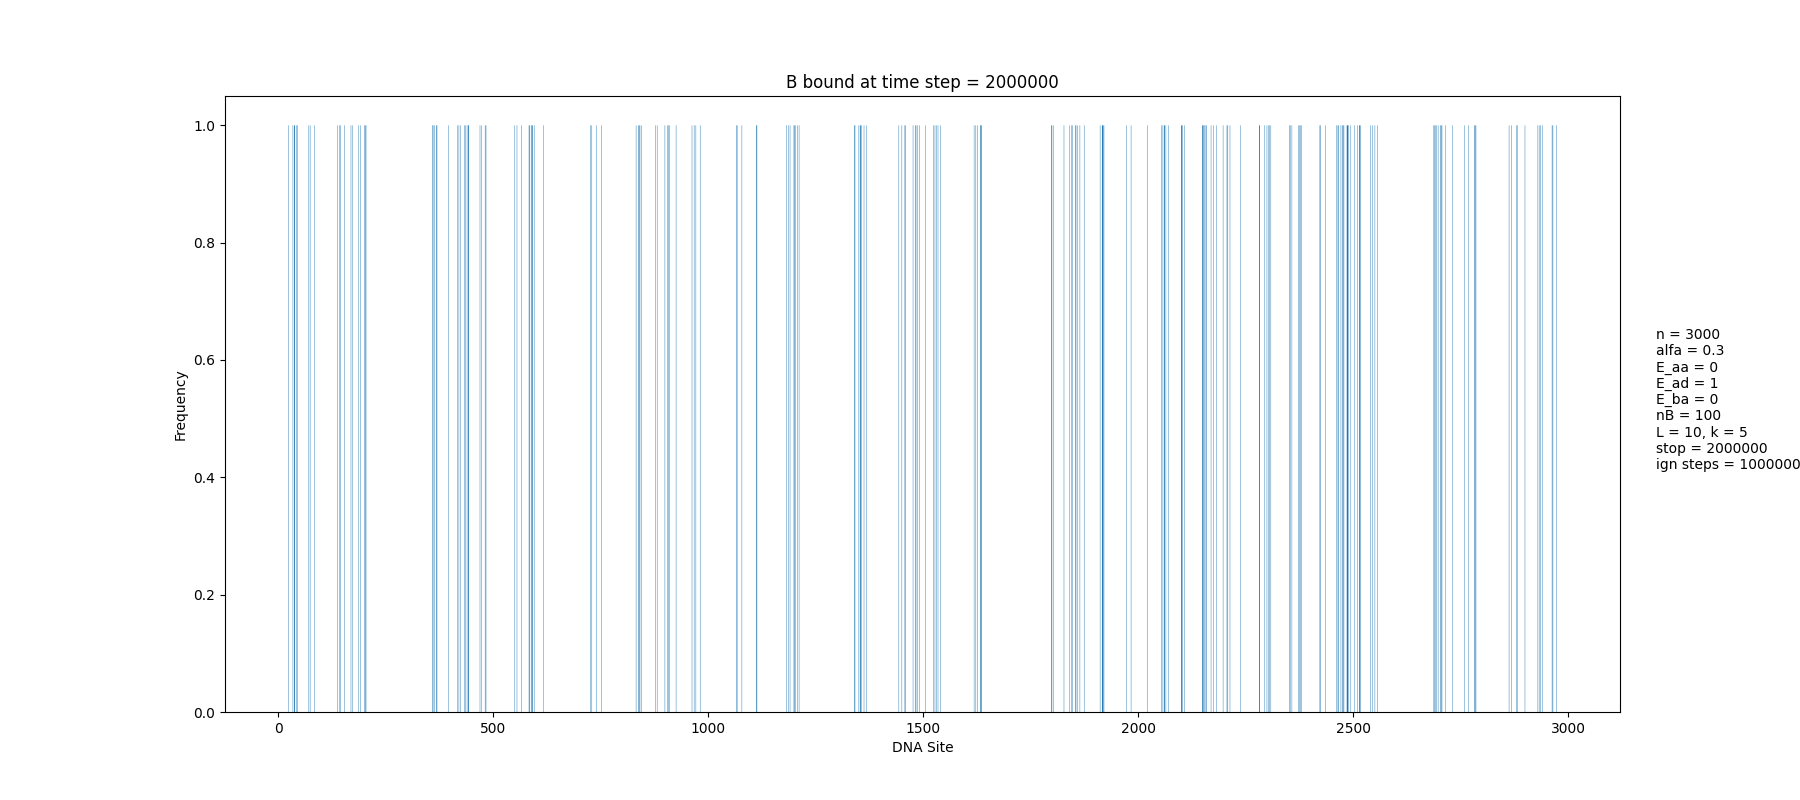 B bound at time step = 2000000
1.0
0.8
0.6
0.4
0.2
0.0
Frequency
0 500 1000 1500 2000 2500 3000
DNA Site
n = 3000
alfa = 0.3
E_aa = 0
E_ad = 1
E_ba = 0
nB = 100
L = 10, k = 5
stop = 2000000
ign steps = 1000000